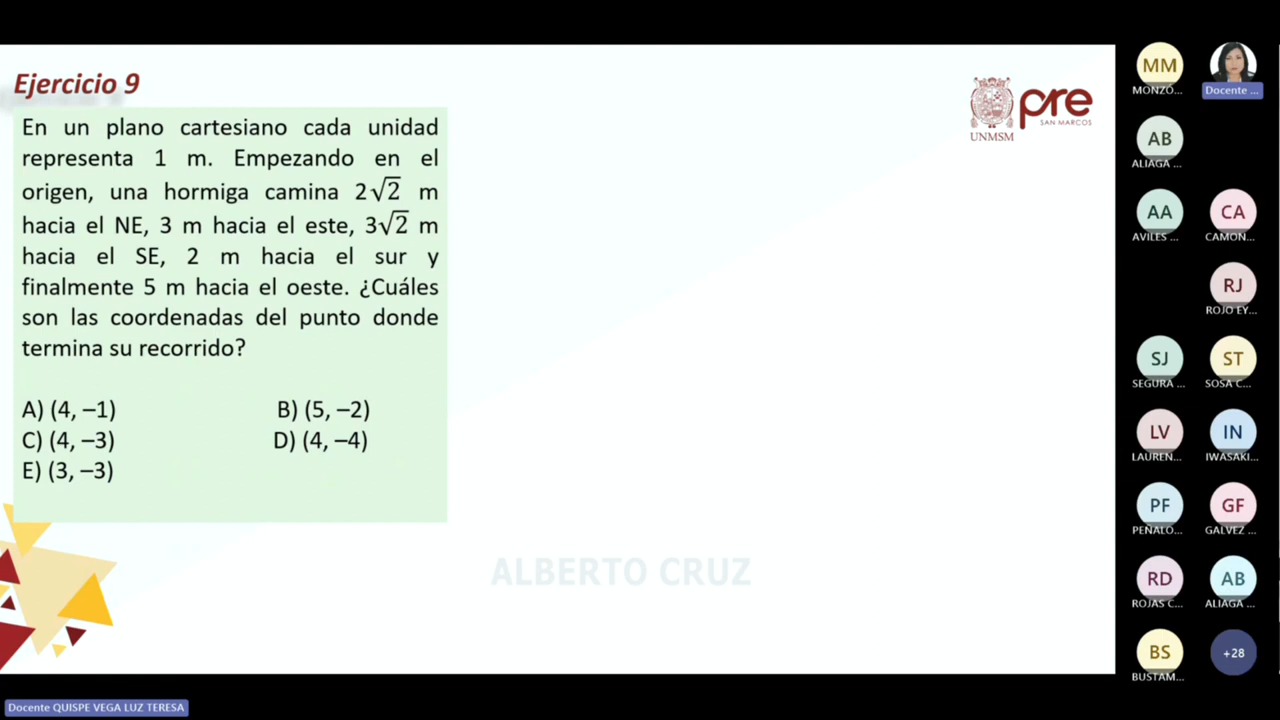 Ejercicio 9
En un plano cartesiano cada unidad
representa 1 m. Empezando en el
origen, una hormiga camina 2√2 m
hacia el NE, 3 m hacia el este, 3√2 m
hacia el SE, 2 m hacia el sur y
finalmente 5 m hacia el oeste. ¿Cuáles
son las coordenadas del punto donde
termina su recorrido?
A) (4, –1) B) (5, –2)
C) (4, –3) D) (4, –4)
E) (3, –3)
UNMSM
pre
SAN MARCOS
ALBERTO CRUZ
MM
MONZO...
Docente ...
AB
ALIAGA ...
AA CA
AVILES ... CAMON...
RJ
ROJO EY...
SJ ST
SEGURA ... SOSA C...
LV IN
LAUREN... IWASAKI...
PF GF
PEÑALO... GALVEZ ...
RD AB
ROJAS C... ALIAGA ...
BS +28
BUSTAM...
Docente QUISPE VEGA LUZ TERESA